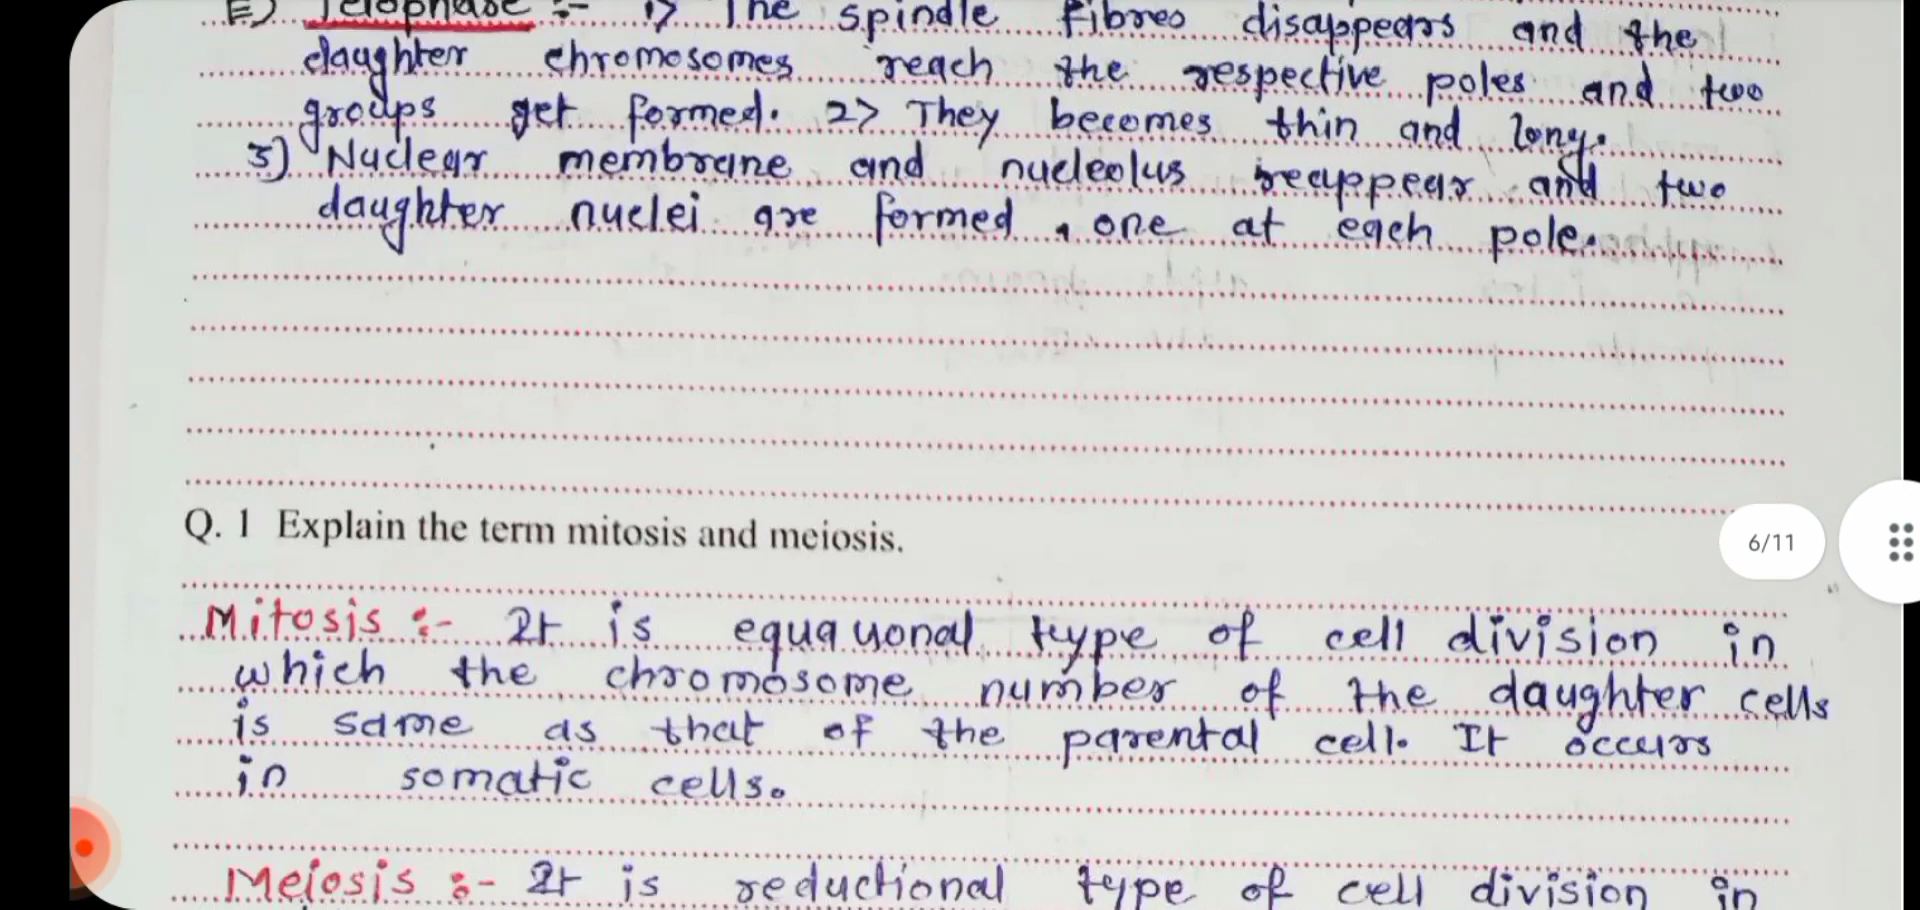 E) Telophase :- 1> The spindle fibres disappears and the
daughter chromosomes reach the respective poles and two
groups get formed. 2> They becomes thin and long.
3) Nuclear membrane and nucleolus reappear and two
daughter nuclei are formed, one at each pole.
Q. 1 Explain the term mitosis and meiosis.
6/11
Mitosis :- It is equauonal type of cell division in
which the chromosome number of the daughter cells
is same as that of the parental cell. It occurs
in somatic cells.
Meiosis :- It is reductional type of cell division in